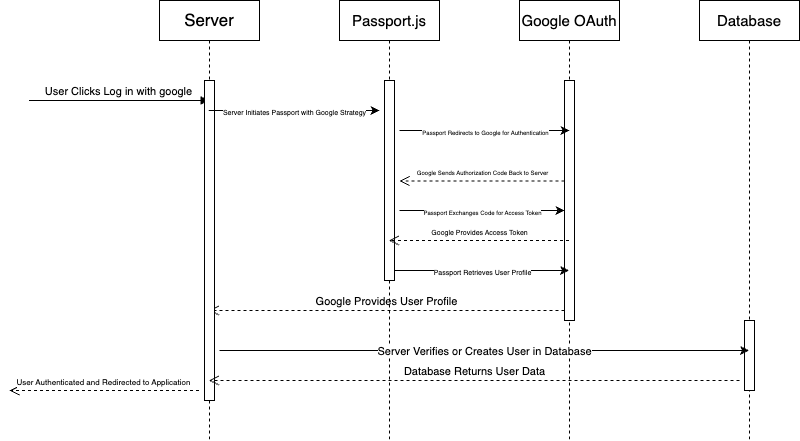 Server
Passport.js
Google OAuth
Database
User Clicks Log in with google
Server Initiates Passport with Google Strategy
Passport Redirects to Google for Authentication
Google Sends Authorization Code Back to Server
Passport Exchanges Code for Access Token
Google Provides Access Token
Passport Retrieves User Profile
Google Provides User Profile
Server Verifies or Creates User in Database
Database Returns User Data
User Authenticated and Redirected to Application